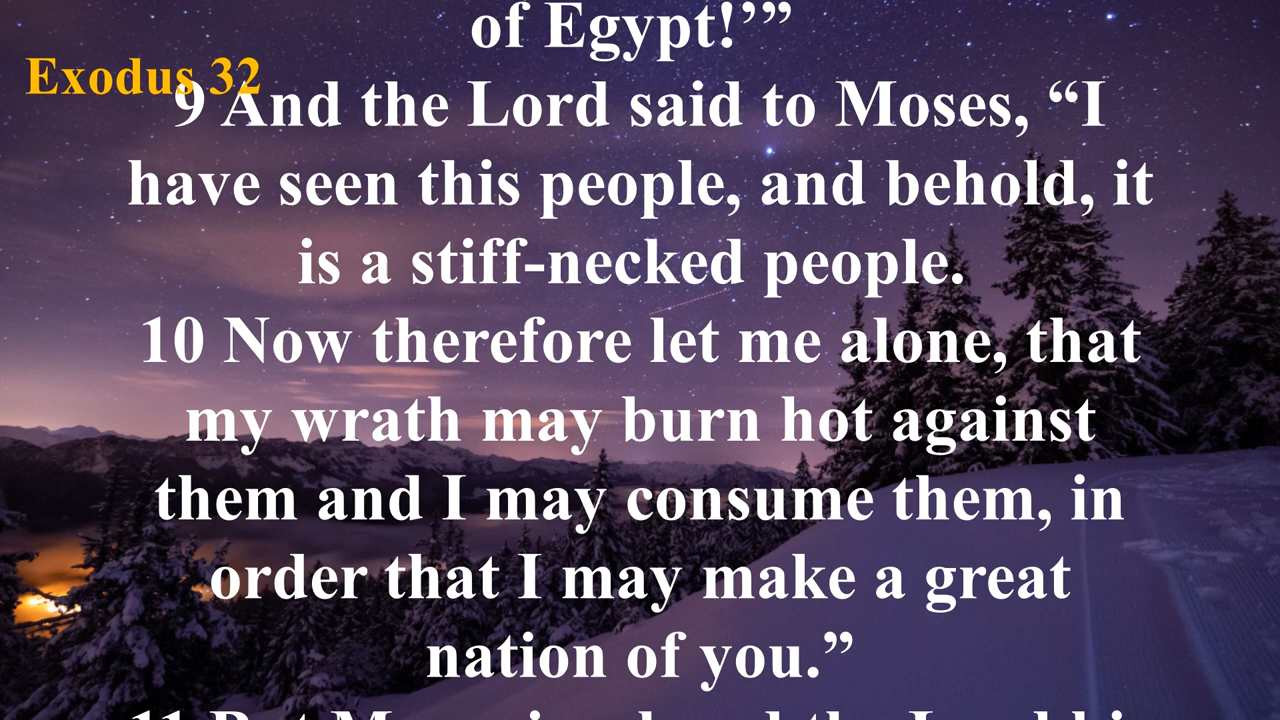 of Egypt!’”
Exodus 32
9 And the Lord said to Moses, “I
have seen this people, and behold, it
is a stiff-necked people.
10 Now therefore let me alone, that
my wrath may burn hot against
them and I may consume them, in
order that I may make a great
nation of you.”